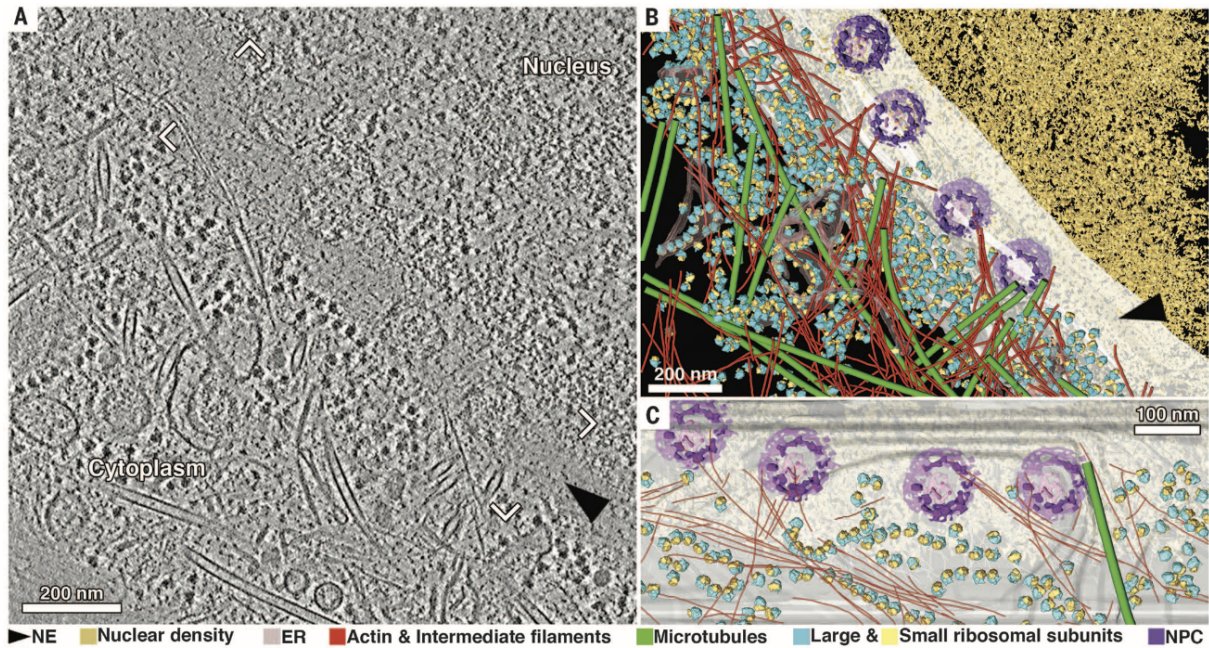 A
Nucleus
Cytoplasm
200 nm
B
200 nm
C
100 nm
NE Nuclear density ER Actin & Intermediate filaments Microtubules Large & Small ribosomal subunits NPC